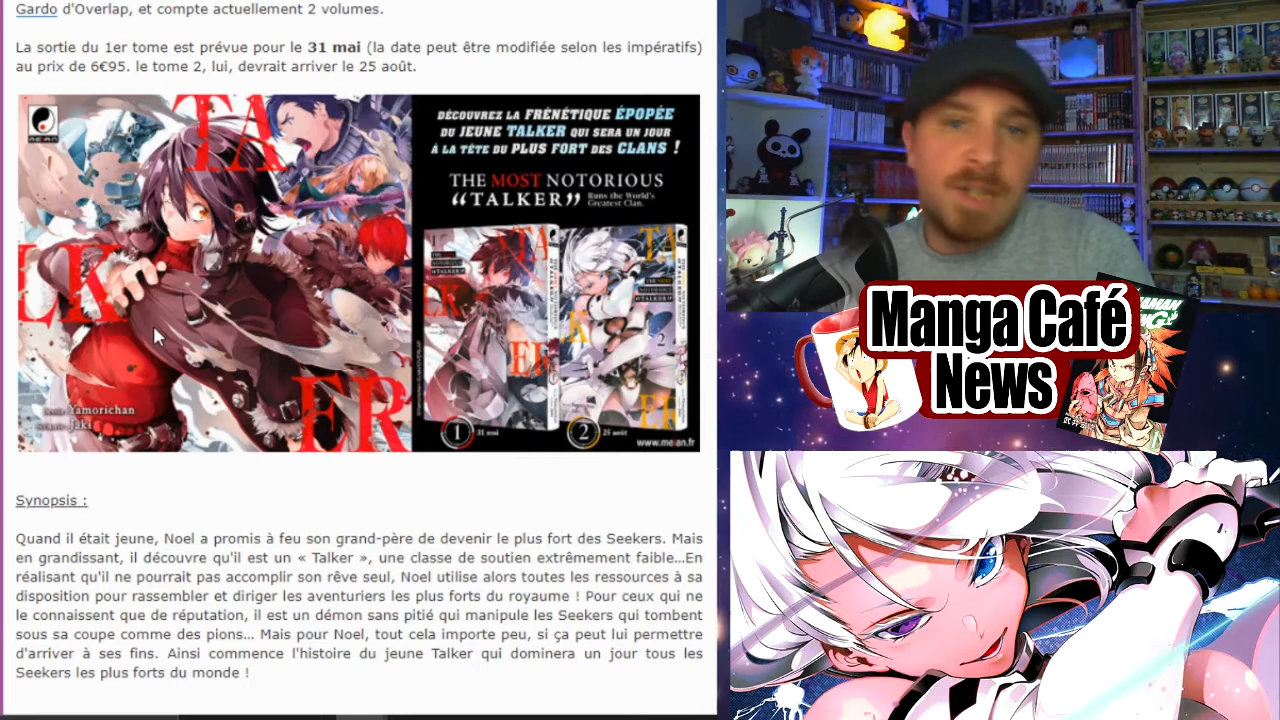 Gardo d'Overlap, et compte actuellement 2 volumes.
La sortie du 1er tome est prévue pour le 31 mai (la date peut être modifiée selon les impératifs)
au prix de 6€95. le tome 2, lui, devrait arriver le 25 août.
TA
LKER
ER
Yamorichan
Jaki
DÉCOUVREZ LA FRÉNÉTIQUE ÉPOPÉE
DU JEUNE TALKER QUI SERA UN JOUR
À LA TÊTE DU PLUS FORT DES CLANS !
THE MOST NOTORIOUS
“TALKER” Runs the World's
Greatest Clan.
1 31 mai
2 25 août
www.meian.fr
Synopsis :
Quand il était jeune, Noel a promis à feu son grand-père de devenir le plus fort des Seekers. Mais
en grandissant, il découvre qu'il est un « Talker », une classe de soutien extrêmement faible...En
réalisant qu'il ne pourrait pas accomplir son rêve seul, Noel utilise alors toutes les ressources à sa
disposition pour rassembler et diriger les aventuriers les plus forts du royaume ! Pour ceux qui ne
le connaissent que de réputation, il est un démon sans pitié qui manipule les Seekers qui tombent
sous sa coupe comme des pions... Mais pour Noel, tout cela importe peu, si ça peut lui permettre
d'arriver à ses fins. Ainsi commence l'histoire du jeune Talker qui dominera un jour tous les
Seekers les plus forts du monde !
Manga Café
News